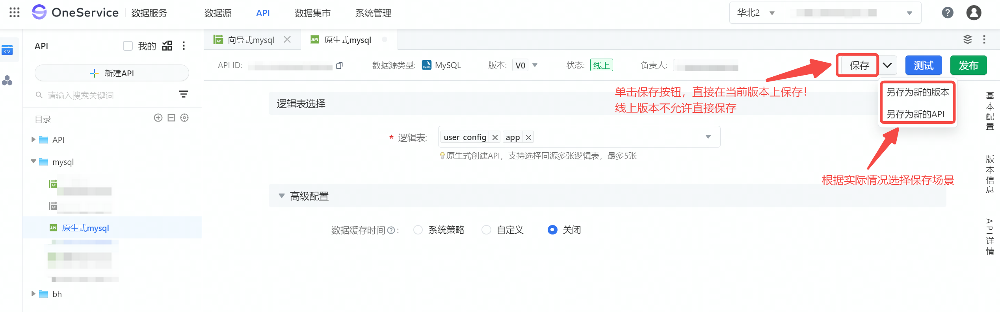 OneService 数据服务 数据源 API 数据集市 系统管理 华北2
API 我的
向导式mysql 原生式mysql
新建API
API ID: 数据源类型: MySQL 版本: V0 状态: 线上 负责人: 保存 测试 发布
请输入搜索关键词
单击保存按钮，直接在当前版本上保存！
线上版本不允许直接保存
另存为新的版本
另存为新的API
根据实际情况选择保存场景
逻辑表选择
* 逻辑表: user_config app
原生式创建API，支持选择同源多张逻辑表，最多5张
高级配置
数据缓存时间 : 系统策略 自定义 关闭
目录
API
mysql
原生式mysql
bh
基本配置
版本信息
API详情